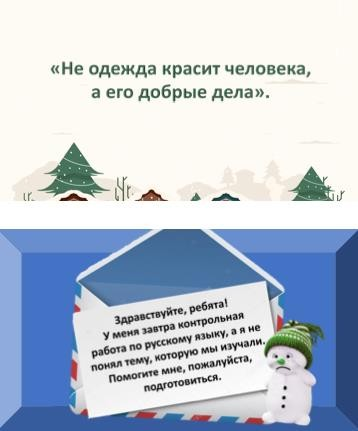 «Не одежда красит человека,
а его добрые дела».
Здравствуйте, ребята!
У меня завтра контрольная
работа по русскому языку, а я не
понял тему, которую мы изучали.
Помогите мне, пожалуйста,
подготовиться.